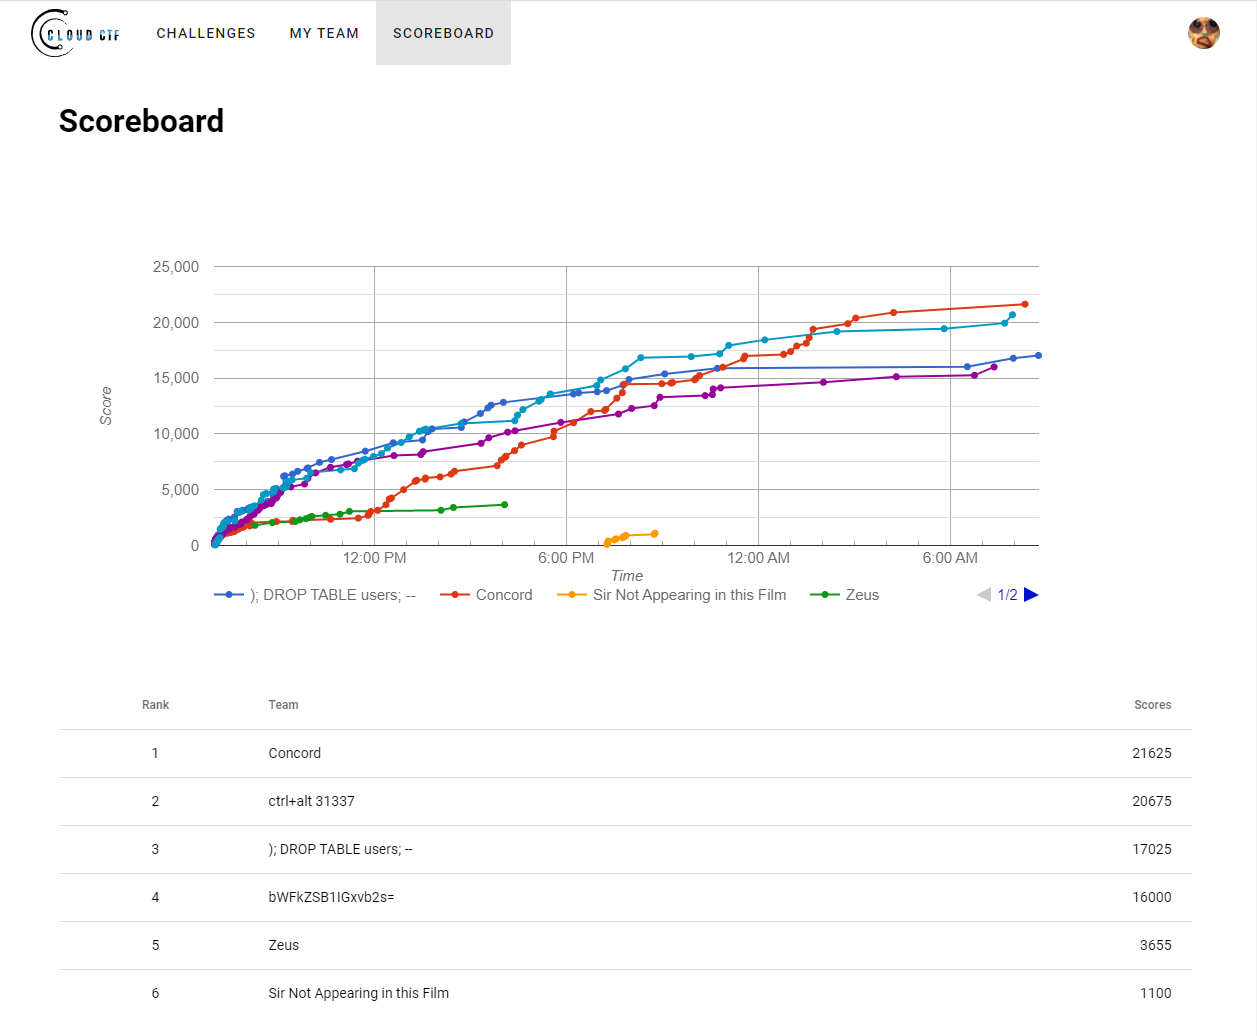 CLOUD CTF
CHALLENGES
MY TEAM
SCOREBOARD
Scoreboard
Score
25,000
20,000
15,000
10,000
5,000
0
12:00 PM
6:00 PM
12:00 AM
6:00 AM
Time
); DROP TABLE users; --
Concord
Sir Not Appearing in this Film
Zeus
1/2
Rank Team Scores
1 Concord 21625
2 ctrl+alt 31337 20675
3 ); DROP TABLE users; -- 17025
4 bWFkZSB1IGxvb2s= 16000
5 Zeus 3655
6 Sir Not Appearing in this Film 1100